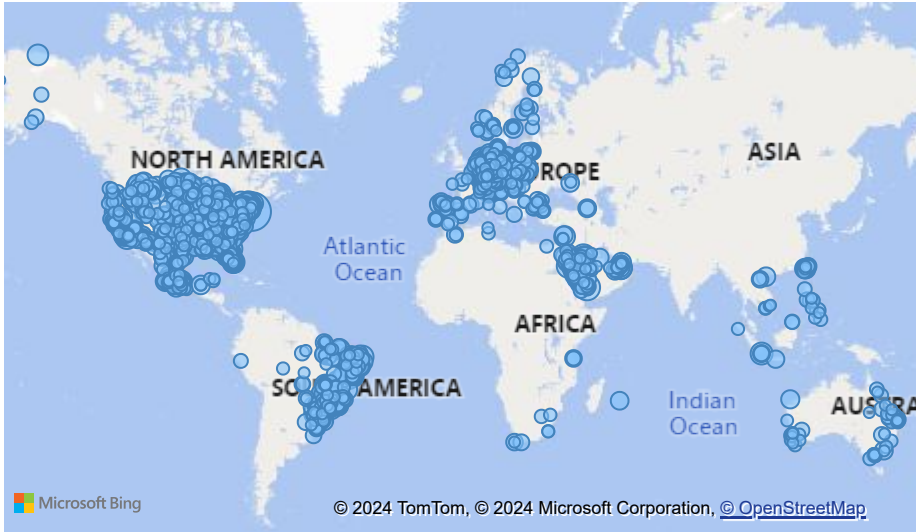 NORTH AMERICA
ROPE
ASIA
Atlantic
Ocean
AFRICA
SO AMERICA
Indian
Ocean
AUS RA
Microsoft Bing
© 2024 TomTom, © 2024 Microsoft Corporation, © OpenStreetMap